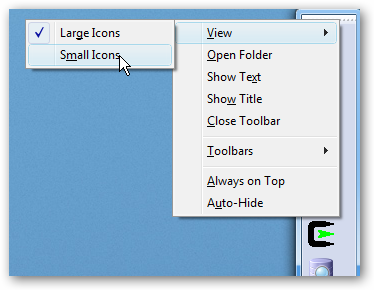 Large Icons
Small Icons
View
Open Folder
Show Text
Show Title
Close Toolbar
Toolbars
Always on Top
Auto-Hide